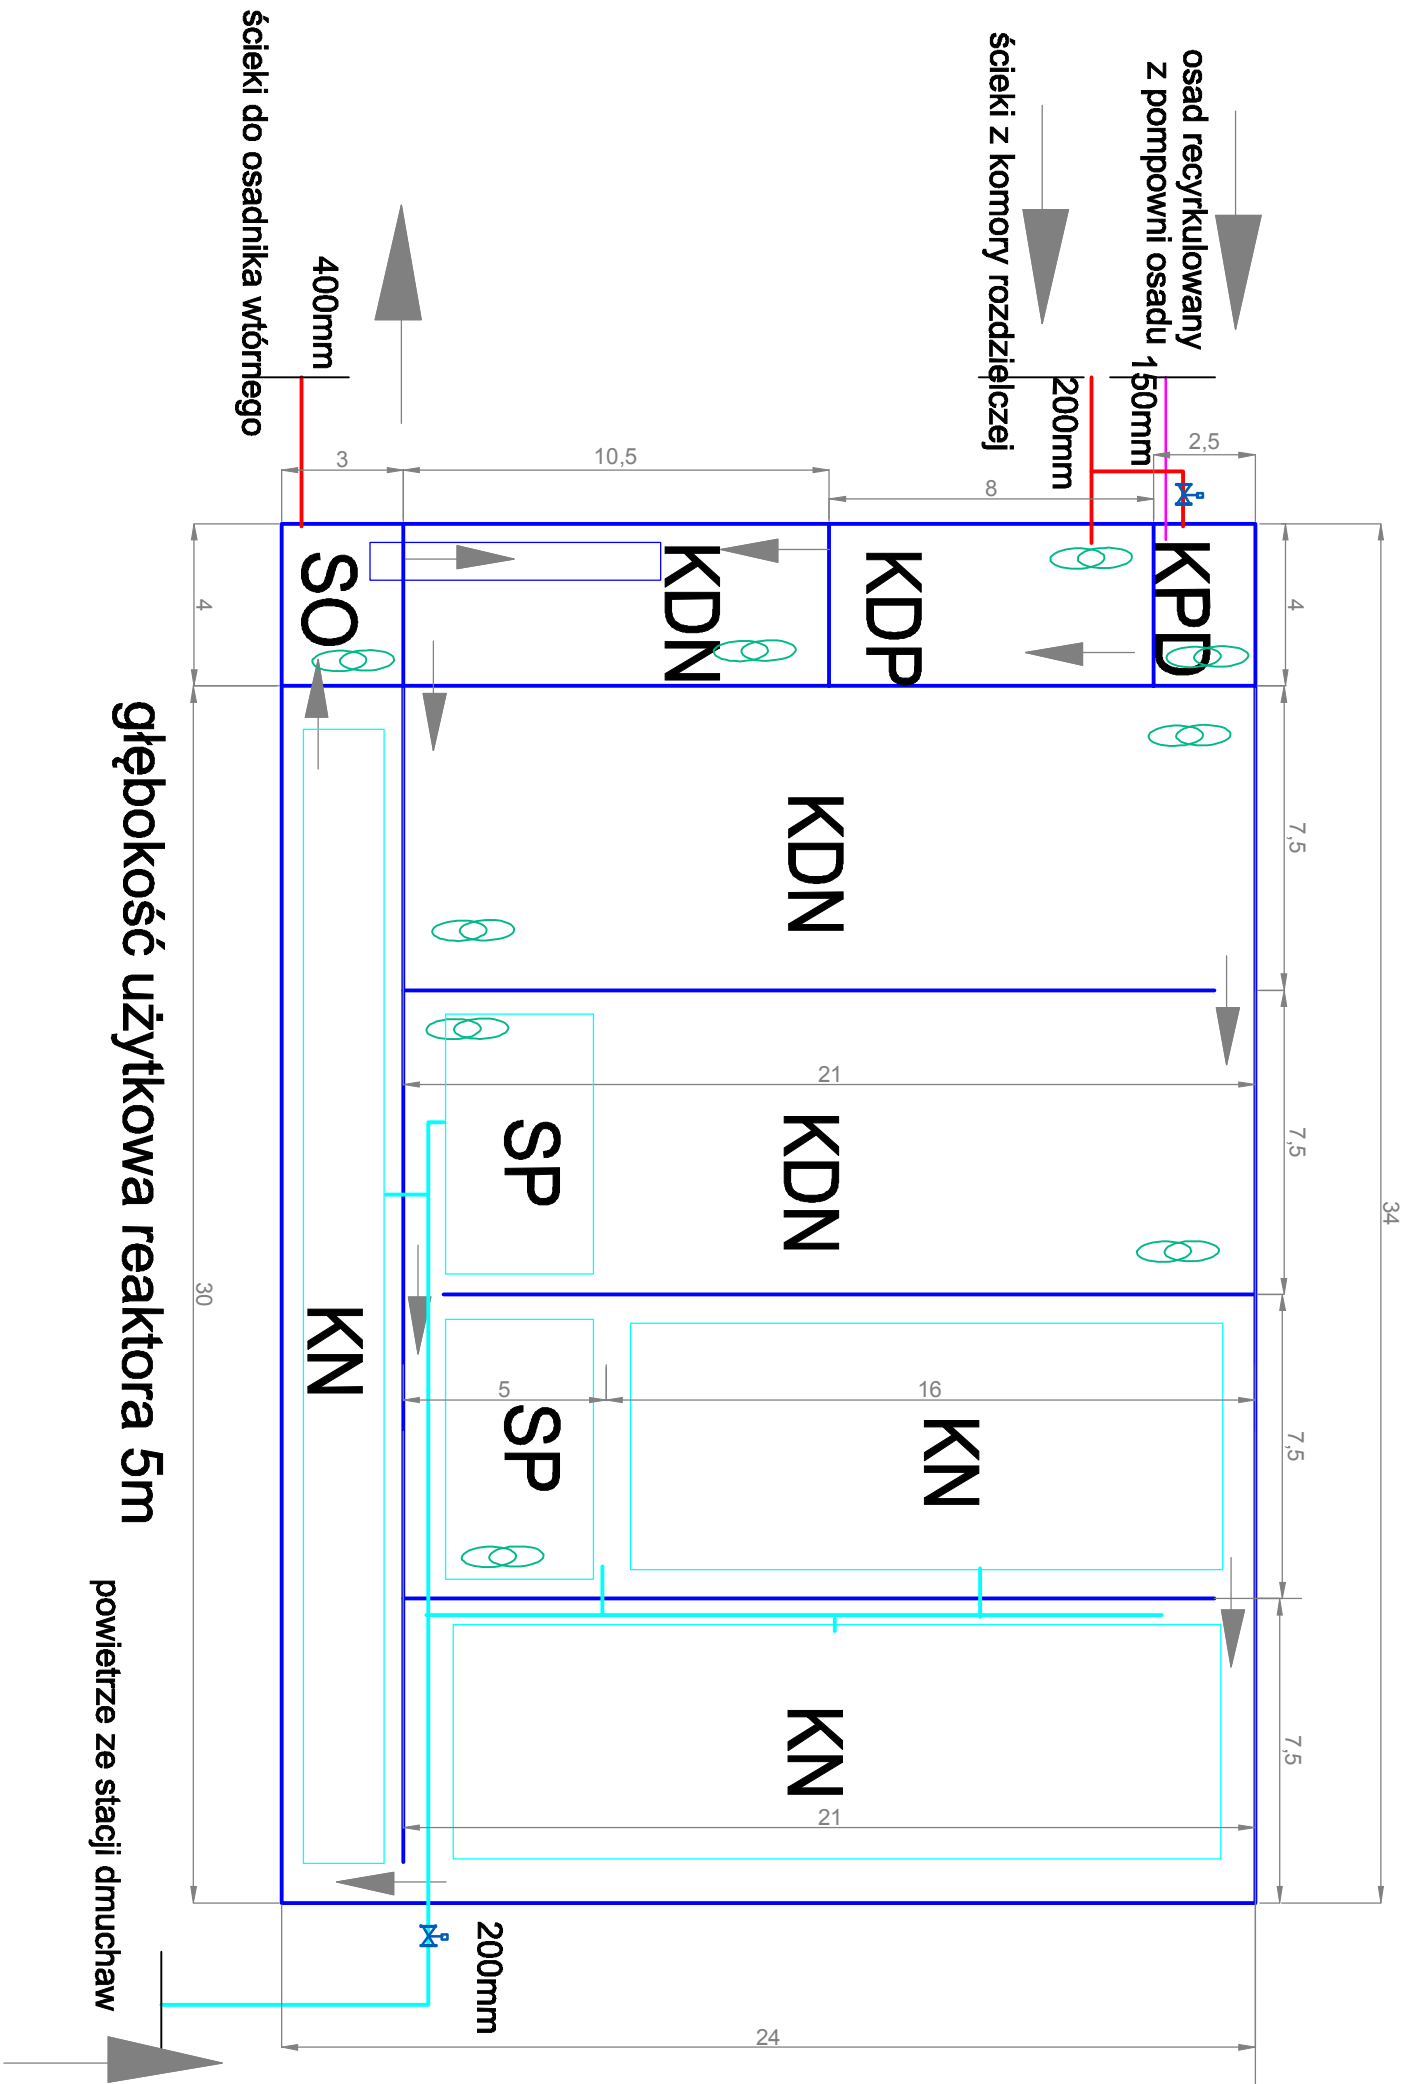 osad recyrkulowany
z pompowni osadu
150mm
ścieki z komory rozdzielczej
200mm
ścieki do osadnika wtórnego
400mm
2,5
8
10,5
3
4
4
KPD
KDP
KDN
SO
KDN
7,5
KDN
21
SP
7,5
34
30
KN
SP
5
16
KN
7,5
KN
21
7,5
24
200mm
głębokość użytkowa reaktora 5m
powietrze ze stacji dmuchaw